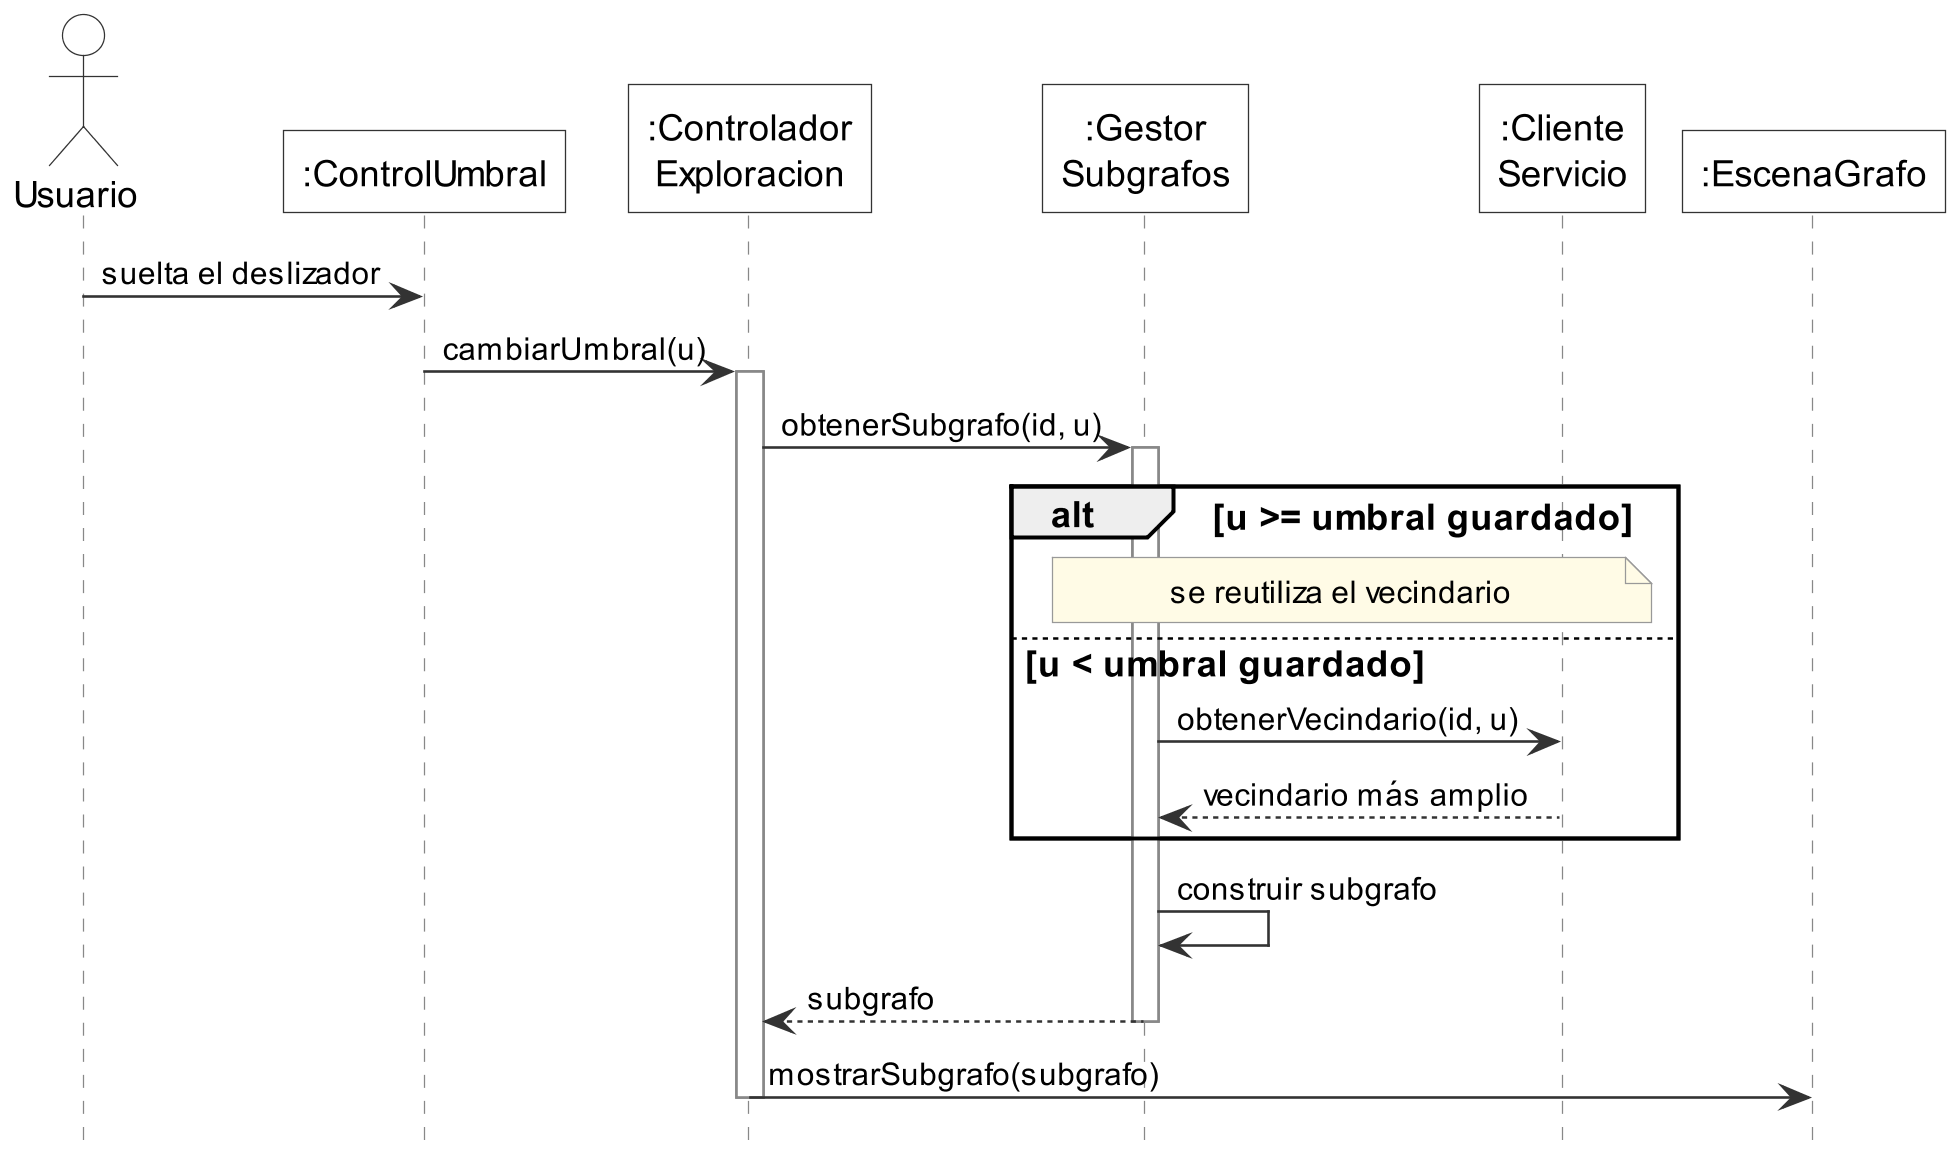 Usuario
:ControlUmbral
:Controlador
Exploracion
:Gestor
Subgrafos
:Cliente
Servicio
:EscenaGrafo
suelta el deslizador
cambiarUmbral(u)
obtenerSubgrafo(id, u)
alt [u >= umbral guardado]
se reutiliza el vecindario
[u < umbral guardado]
obtenerVecindario(id, u)
vecindario más amplio
construir subgrafo
subgrafo
mostrarSubgrafo(subgrafo)